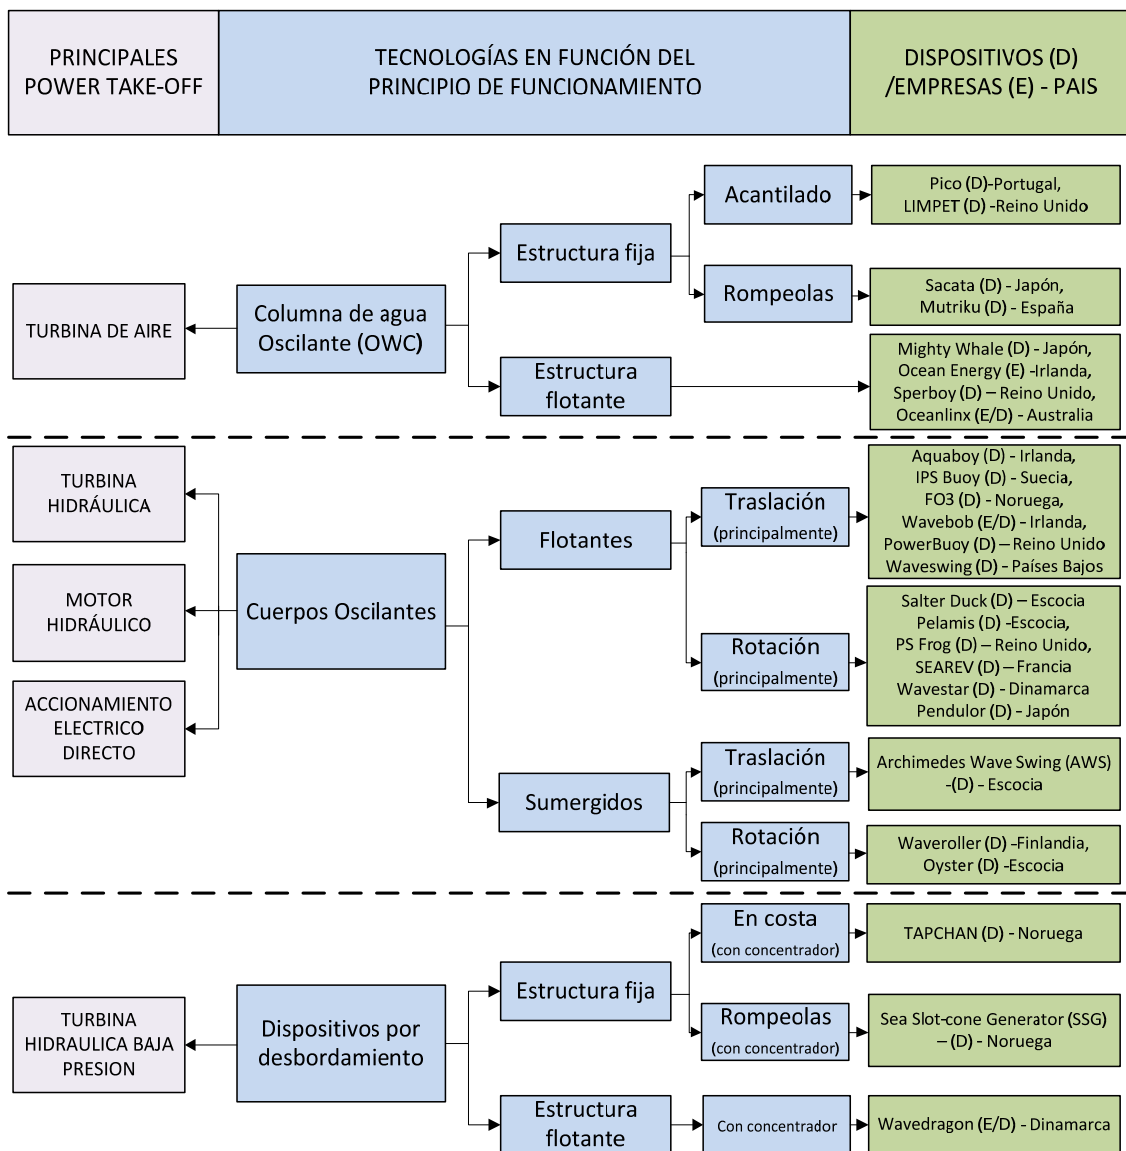 PRINCIPALES
POWER TAKE-OFF
TECNOLOGÍAS EN FUNCIÓN DEL
PRINCIPIO DE FUNCIONAMIENTO
DISPOSITIVOS (D)
/EMPRESAS (E) - PAIS
TURBINA DE AIRE
Columna de agua
Oscilante (OWC)
Estructura fija
Acantilado
Pico (D)-Portugal,
LIMPET (D) -Reino Unido
Rompeolas
Sacata (D) - Japón,
Mutriku (D) - España
Estructura
flotante
Mighty Whale (D) - Japón,
Ocean Energy (E) -Irlanda,
Sperboy (D) – Reino Unido,
Oceanlinx (E/D) - Australia
TURBINA
HIDRÁULICA
MOTOR
HIDRÁULICO
ACCIONAMIENTO
ELECTRICO
DIRECTO
Cuerpos Oscilantes
Flotantes
Traslación
(principalmente)
Aquaboy (D) - Irlanda,
IPS Buoy (D) - Suecia,
FO3 (D) - Noruega,
Wavebob (E/D) - Irlanda,
PowerBuoy (D) – Reino Unido
Waveswing (D) - Países Bajos
Rotación
(principalmente)
Salter Duck (D) – Escocia
Pelamis (D) -Escocia,
PS Frog (D) – Reino Unido,
SEAREV (D) – Francia
Wavestar (D) - Dinamarca
Pendulor (D) - Japón
Sumergidos
Traslación
(principalmente)
Archimedes Wave Swing (AWS)
-(D) - Escocia
Rotación
(principalmente)
Waveroller (D) -Finlandia,
Oyster (D) -Escocia
TURBINA
HIDRAULICA BAJA
PRESION
Dispositivos por
desbordamiento
Estructura fija
En costa
(con concentrador)
TAPCHAN (D) - Noruega
Rompeolas
(con concentrador)
Sea Slot-cone Generator (SSG)
– (D) - Noruega
Estructura
flotante
Con concentrador
Wavedragon (E/D) - Dinamarca